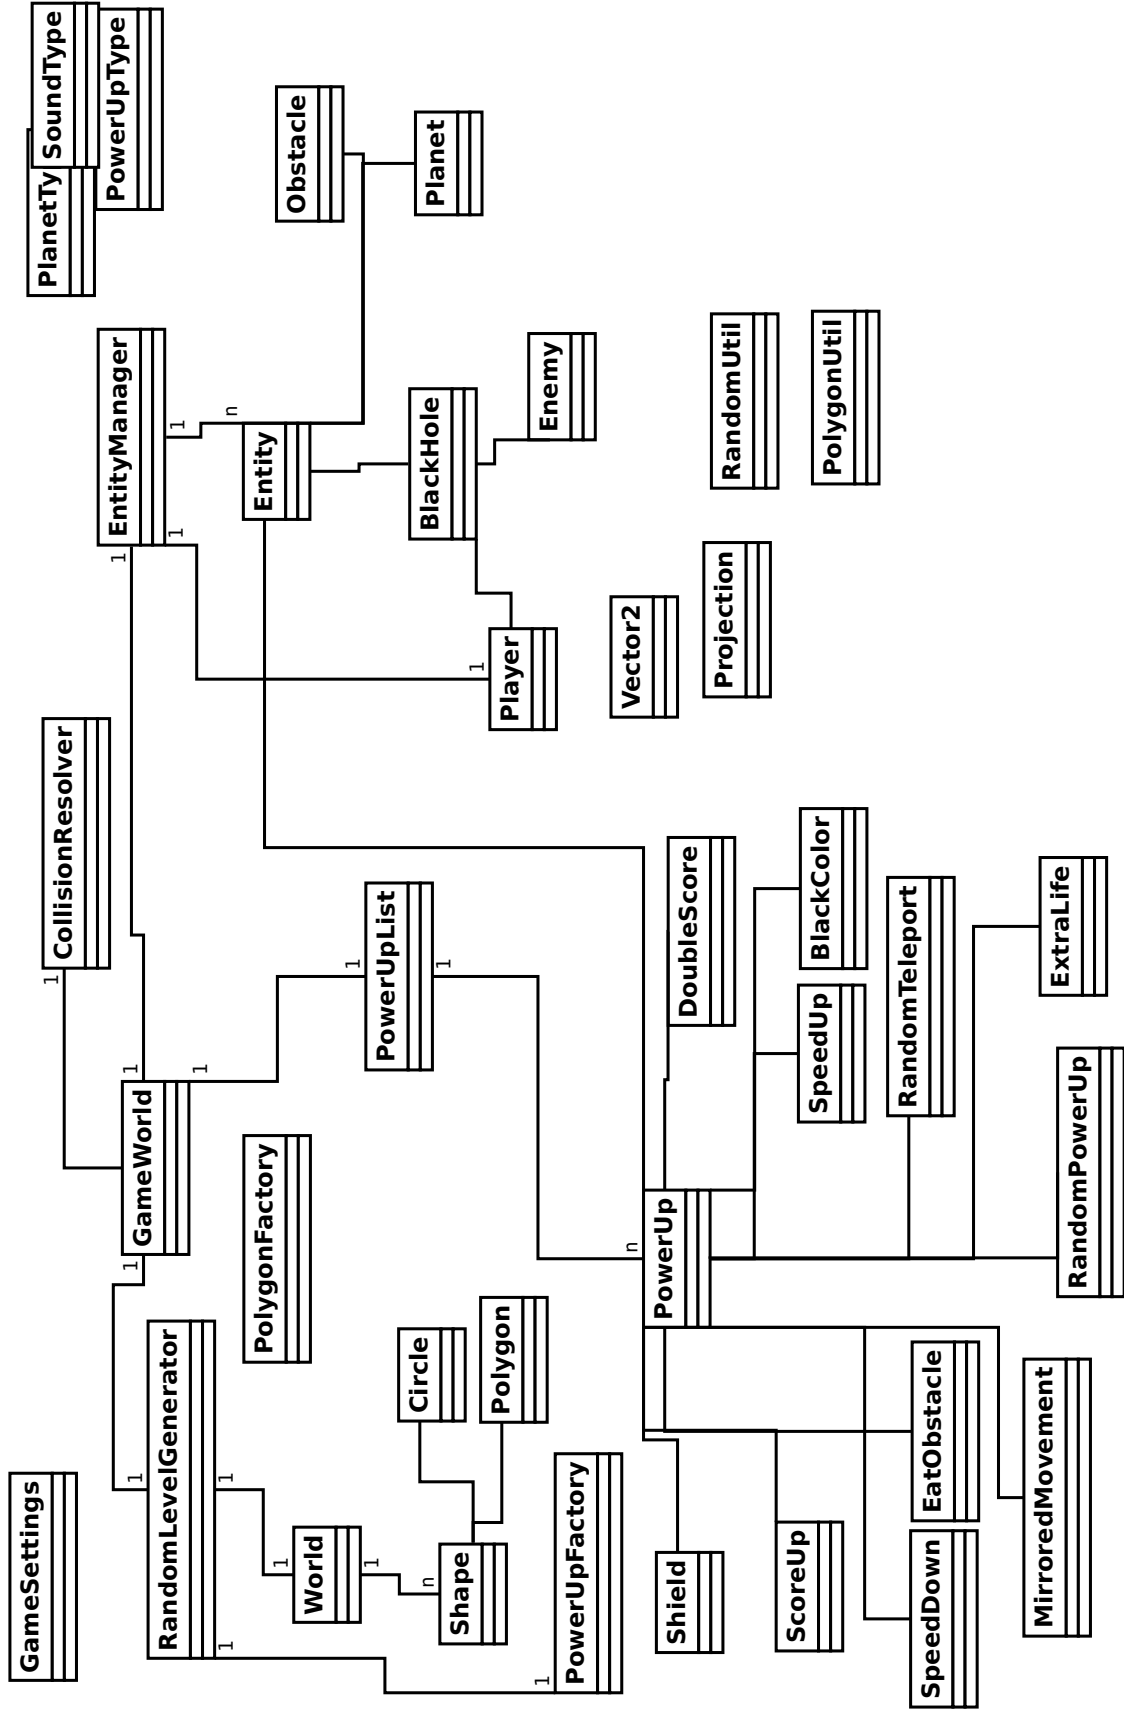 GameSettings
CollisionResolver
PlanetTy
SoundType
1
PowerUpType
EntityManager
1
1
1
1
GameWorld
RandomLevelGenerator
1
1
1
1
1
n
PolygonFactory
Entity
1
Obstacle
World
1
1
PowerUpList
Circle
n
BlackHole
Planet
1
Shape
1
Polygon
Player
1
Enemy
PowerUpFactory
n
Vector2
PowerUp
Shield
DoubleScore
Projection
RandomUtil
ScoreUp
SpeedUp
BlackColor
PolygonUtil
RandomTeleport
SpeedDown
EatObstacle
MirroredMovement
ExtraLife
RandomPowerUp